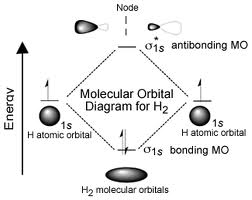 Node
σ*1s antibonding MO
Energy
Molecular Orbital
Diagram for H2
1s
H atomic orbital
1s
H atomic orbital
σ1s bonding MO
H2 molecular orbitals